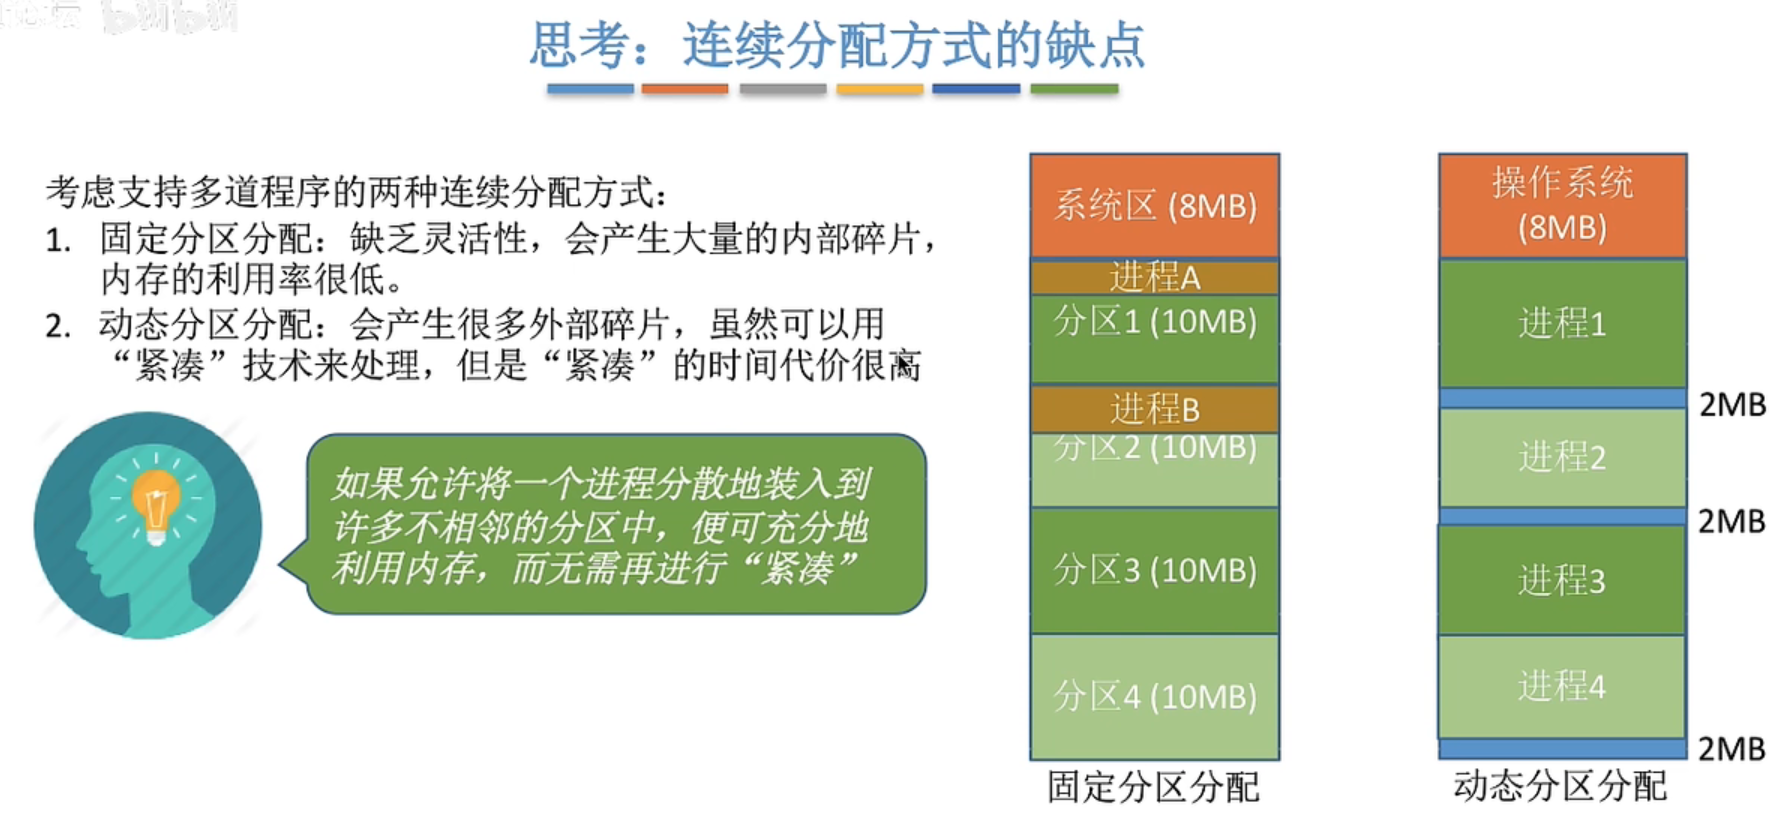 思考：连续分配方式的缺点
考虑支持多道程序的两种连续分配方式：
1. 固定分区分配：缺乏灵活性，会产生大量的内部碎片，
内存的利用率很低。
2. 动态分区分配：会产生很多外部碎片，虽然可以用
“紧凑”技术来处理，但是“紧凑”的时间代价很高
如果允许将一个进程分散地装入到
许多不相邻的分区中，便可充分地
利用内存，而无需再进行“紧凑”
系统区 (8MB)
进程A
分区1 (10MB)
进程B
分区2 (10MB)
分区3 (10MB)
分区4 (10MB)
固定分区分配
操作系统
(8MB)
进程1
2MB
进程2
2MB
进程3
进程4
2MB
动态分区分配